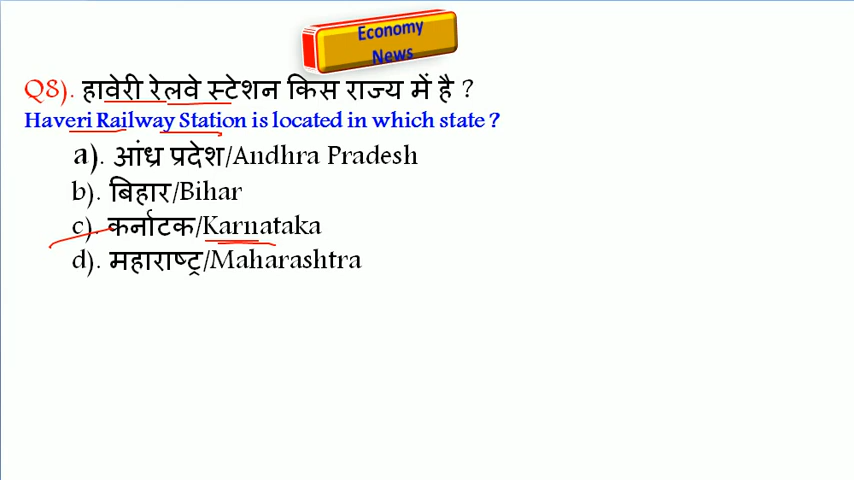 Economy
News
Q8). हावेरी रेलवे स्टेशन किस राज्य में है ?
Haveri Railway Station is located in which state ?
a). आंध्र प्रदेश/Andhra Pradesh
b). बिहार/Bihar
c). कर्नाटक/Karnataka
d). महाराष्ट्र/Maharashtra